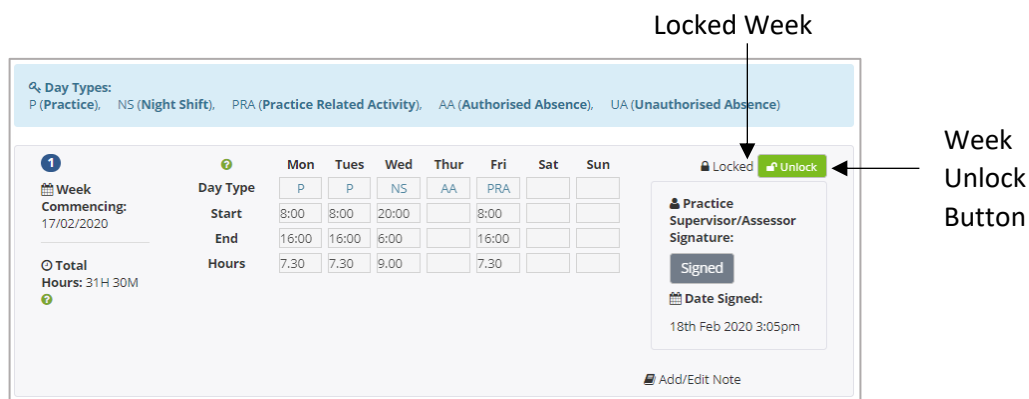 Locked Week
Day Types:
P (Practice), NS (Night Shift), PRA (Practice Related Activity), AA (Authorised Absence), UA (Unauthorised Absence)
1
Week
Commencing:
17/02/2020
Total
Hours: 31H 30M
?
? Mon Tues Wed Thur Fri Sat Sun
Day Type P P NS AA PRA
Start 8:00 8:00 20:00 8:00
End 16:00 16:00 6:00 16:00
Hours 7.30 7.30 9.00 7.30
Locked Unlock
Practice
Supervisor/Assessor
Signature:
Signed
Date Signed:
18th Feb 2020 3:05pm
Add/Edit Note
Week
Unlock
Button